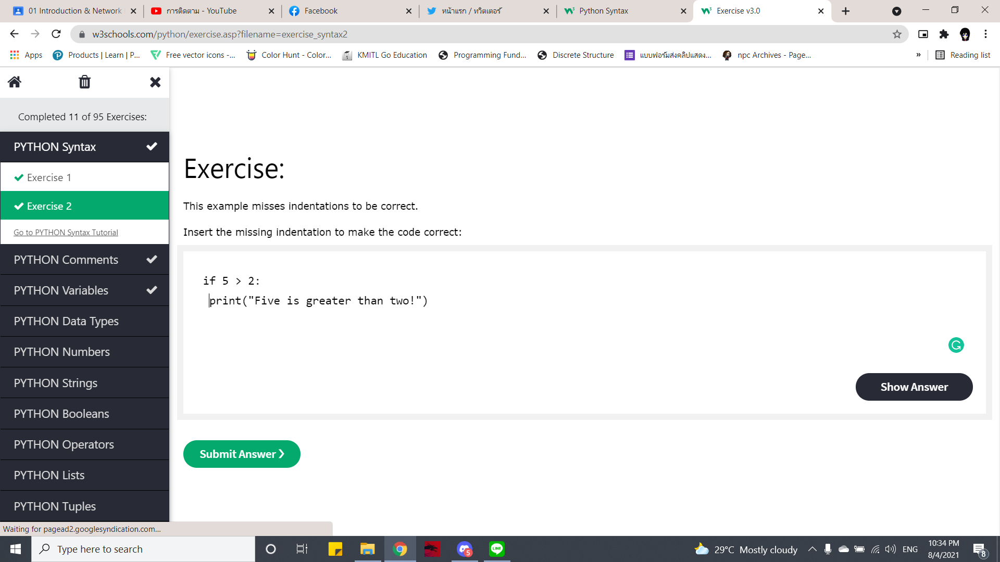 01 Introduction & Network
การติดตาม - YouTube
Facebook
หน้าแรก / ทวิตเตอร์
Python Syntax
Exercise v3.0
w3schools.com/python/exercise.asp?filename=exercise_syntax2
Apps
Products | Learn | P...
Free vector icons -...
Color Hunt - Color...
KMITL Go Education
Programming Fund...
Discrete Structure
แบบฟอร์มส่งคลิปแสดง...
npc Archives - Page...
»
Reading list
Completed 11 of 95 Exercises:
PYTHON Syntax
Exercise 1
Exercise 2
Go to PYTHON Syntax Tutorial
PYTHON Comments
PYTHON Variables
PYTHON Data Types
PYTHON Numbers
PYTHON Strings
PYTHON Booleans
PYTHON Operators
PYTHON Lists
PYTHON Tuples
Exercise:
This example misses indentations to be correct.
Insert the missing indentation to make the code correct:
if 5 > 2:
 print("Five is greater than two!")
Show Answer
Submit Answer ❯
Waiting for pagead2.googlesyndication.com...
Type here to search
5
LINE
29°C Mostly cloudy
ENG
10:34 PM
8/4/2021
8